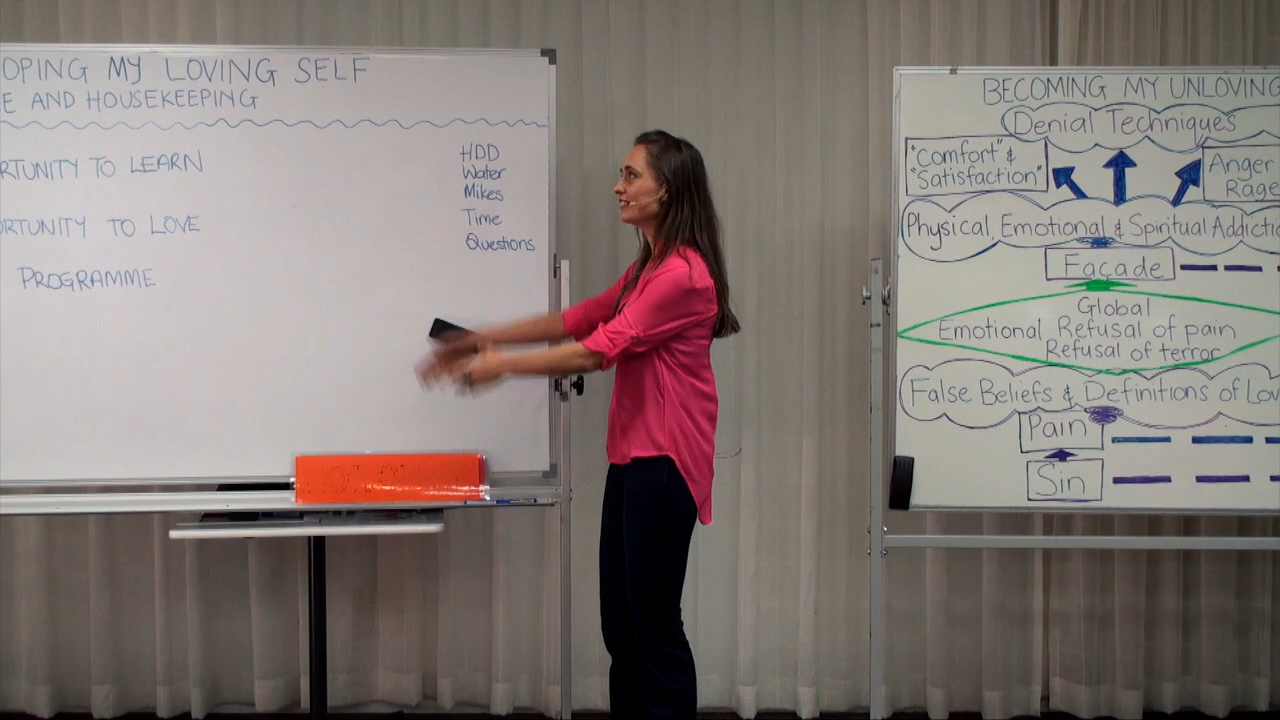 OPING MY LOVING SELF
E AND HOUSEKEEPING
RTUNITY TO LEARN
ORTUNITY TO LOVE
PROGRAMME
HDD
Water
Mikes
Time
Questions
BECOMING MY UNLOVING
Denial Techniques
"Comfort" &
"Satisfaction"
Anger
Rage
Physical, Emotional & Spiritual Addictio
Façade
Global
Emotional Refusal of pain
Refusal of terror
False Beliefs & Definitions of Lov
Pain
Sin